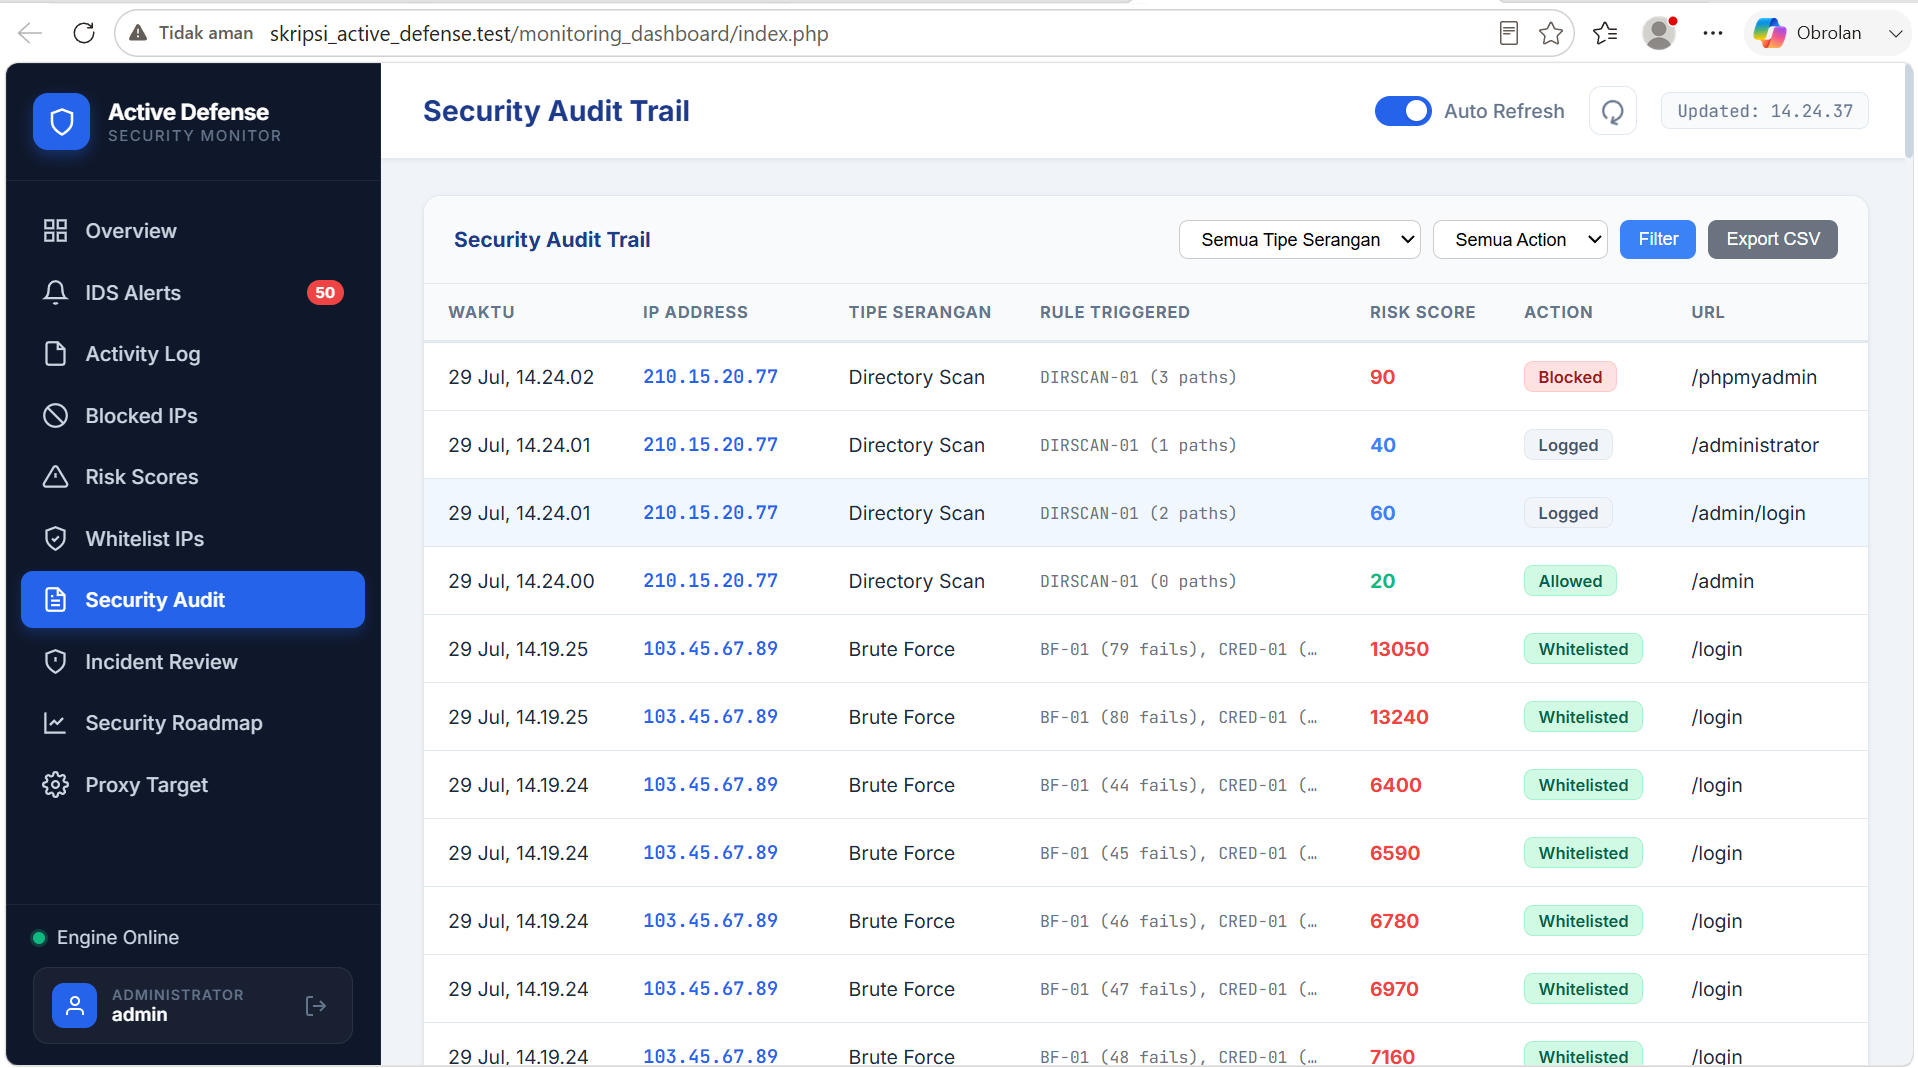 Tidak aman skripsi_active_defense.test/monitoring_dashboard/index.php Obrolan
Active Defense
SECURITY MONITOR
Overview
IDS Alerts 50
Activity Log
Blocked IPs
Risk Scores
Whitelist IPs
Security Audit
Incident Review
Security Roadmap
Proxy Target
Engine Online
ADMINISTRATOR
admin
Security Audit Trail Auto Refresh Updated: 14.24.37
Security Audit Trail Semua Tipe Serangan Semua Action Filter Export CSV
WAKTU IP ADDRESS TIPE SERANGAN RULE TRIGGERED RISK SCORE ACTION URL
29 Jul, 14.24.02 210.15.20.77 Directory Scan DIRSCAN-01 (3 paths) 90 Blocked /phpmyadmin
29 Jul, 14.24.01 210.15.20.77 Directory Scan DIRSCAN-01 (1 paths) 40 Logged /administrator
29 Jul, 14.24.01 210.15.20.77 Directory Scan DIRSCAN-01 (2 paths) 60 Logged /admin/login
29 Jul, 14.24.00 210.15.20.77 Directory Scan DIRSCAN-01 (0 paths) 20 Allowed /admin
29 Jul, 14.19.25 103.45.67.89 Brute Force BF-01 (79 fails), CRED-01 (… 13050 Whitelisted /login
29 Jul, 14.19.25 103.45.67.89 Brute Force BF-01 (80 fails), CRED-01 (… 13240 Whitelisted /login
29 Jul, 14.19.24 103.45.67.89 Brute Force BF-01 (44 fails), CRED-01 (… 6400 Whitelisted /login
29 Jul, 14.19.24 103.45.67.89 Brute Force BF-01 (45 fails), CRED-01 (… 6590 Whitelisted /login
29 Jul, 14.19.24 103.45.67.89 Brute Force BF-01 (46 fails), CRED-01 (… 6780 Whitelisted /login
29 Jul, 14.19.24 103.45.67.89 Brute Force BF-01 (47 fails), CRED-01 (… 6970 Whitelisted /login
29 Jul, 14.19.24 103.45.67.89 Brute Force BF-01 (48 fails), CRED-01 (… 7160 Whitelisted /login